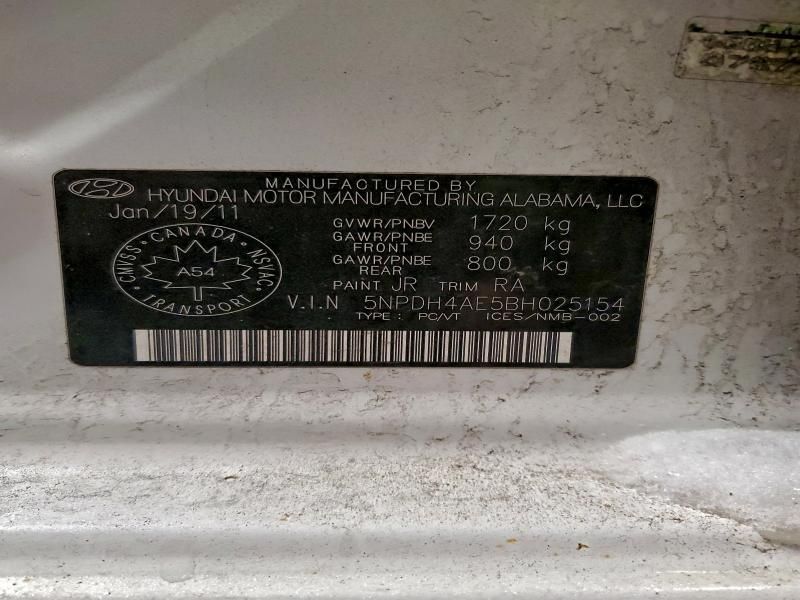 MANUFACTURED BY
HYUNDAI MOTOR MANUFACTURING ALABAMA, LLC
Jan/19/11
GVWR/PNBV 1720 kg
GAWR/PNBE FRONT 940 kg
GAWR/PNBE REAR 800 kg
PAINT JR TRIM RA
V.I.N 5NPDH4AE5BH025154
TYPE : PC/VT ICES/NMB-002
CMVSS • CANADA • NSVAC
A54
TRANSPORT